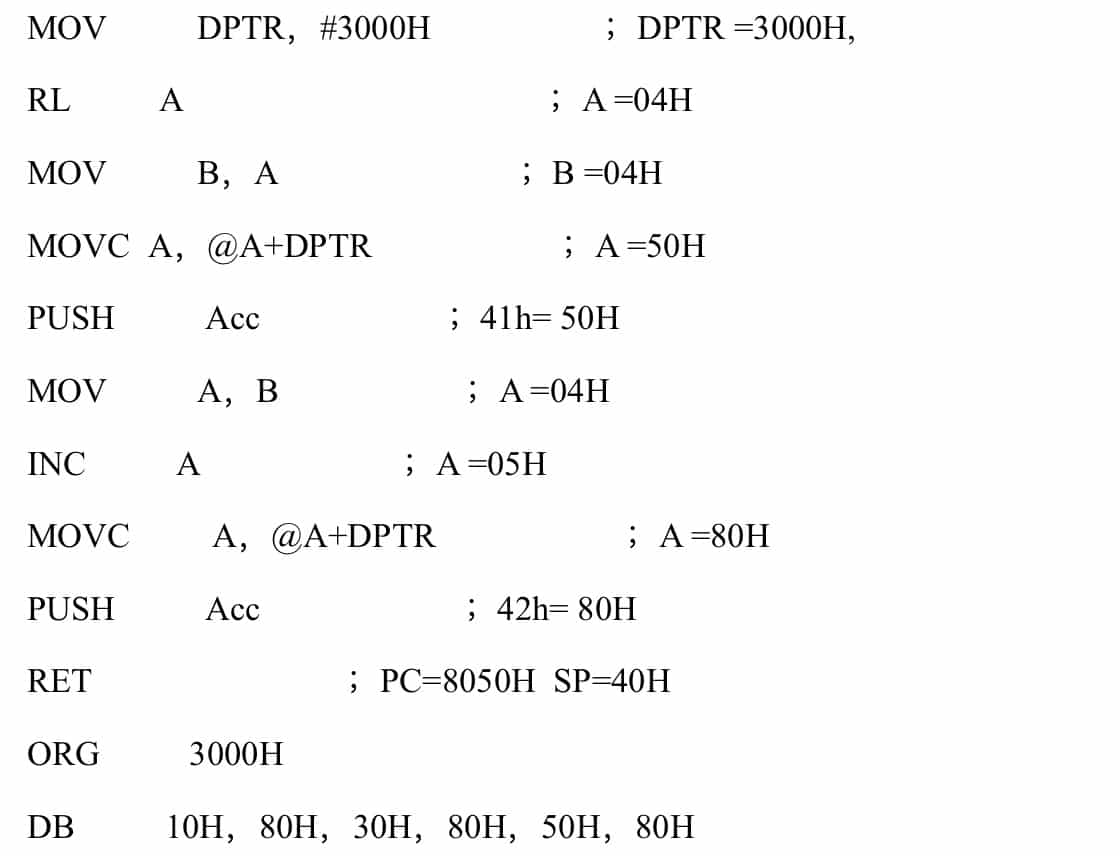 MOV DPTR，#3000H ；DPTR =3000H,
RL A ；A =04H
MOV B，A ；B =04H
MOVC A，@A+DPTR ；A =50H
PUSH Acc ；41h= 50H
MOV A，B ；A =04H
INC A ；A =05H
MOVC A，@A+DPTR ；A =80H
PUSH Acc ；42h= 80H
RET ；PC=8050H SP=40H
ORG 3000H
DB 10H，80H，30H，80H，50H，80H